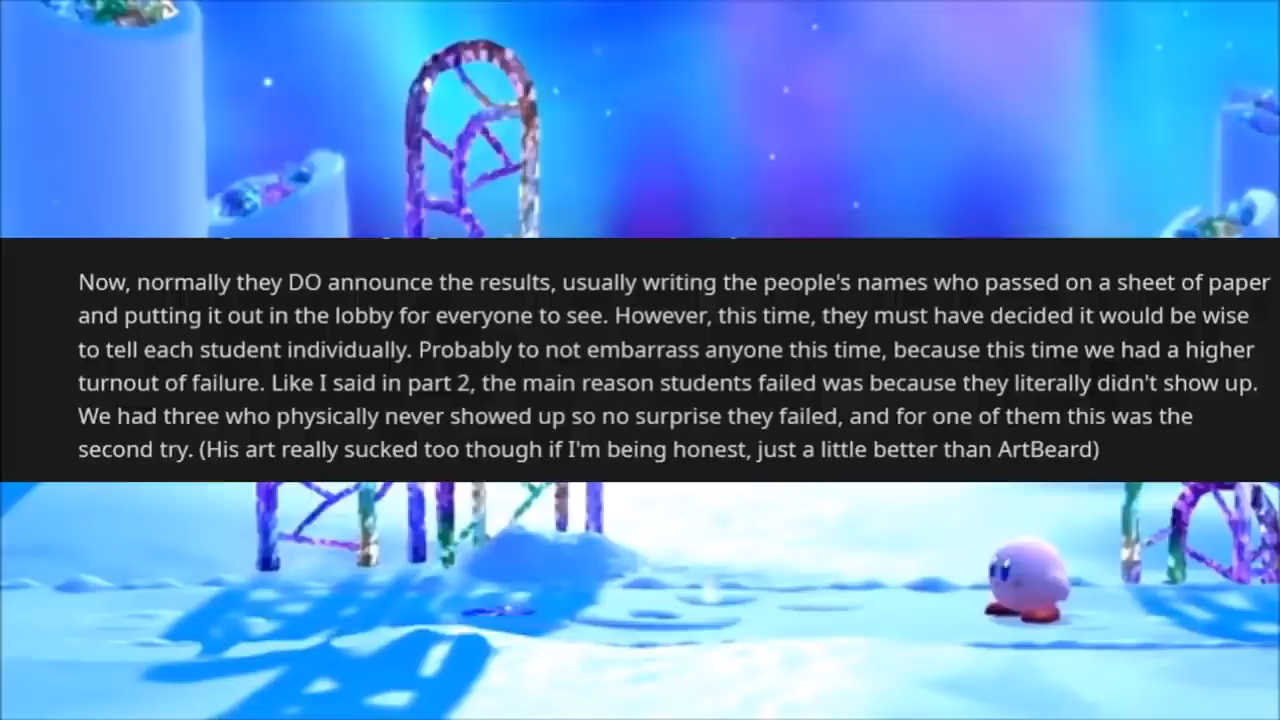 Now, normally they DO announce the results, usually writing the people's names who passed on a sheet of paper
and putting it out in the lobby for everyone to see. However, this time, they must have decided it would be wise
to tell each student individually. Probably to not embarrass anyone this time, because this time we had a higher
turnout of failure. Like I said in part 2, the main reason students failed was because they literally didn't show up.
We had three who physically never showed up so no surprise they failed, and for one of them this was the
second try. (His art really sucked too though if I'm being honest, just a little better than ArtBeard)